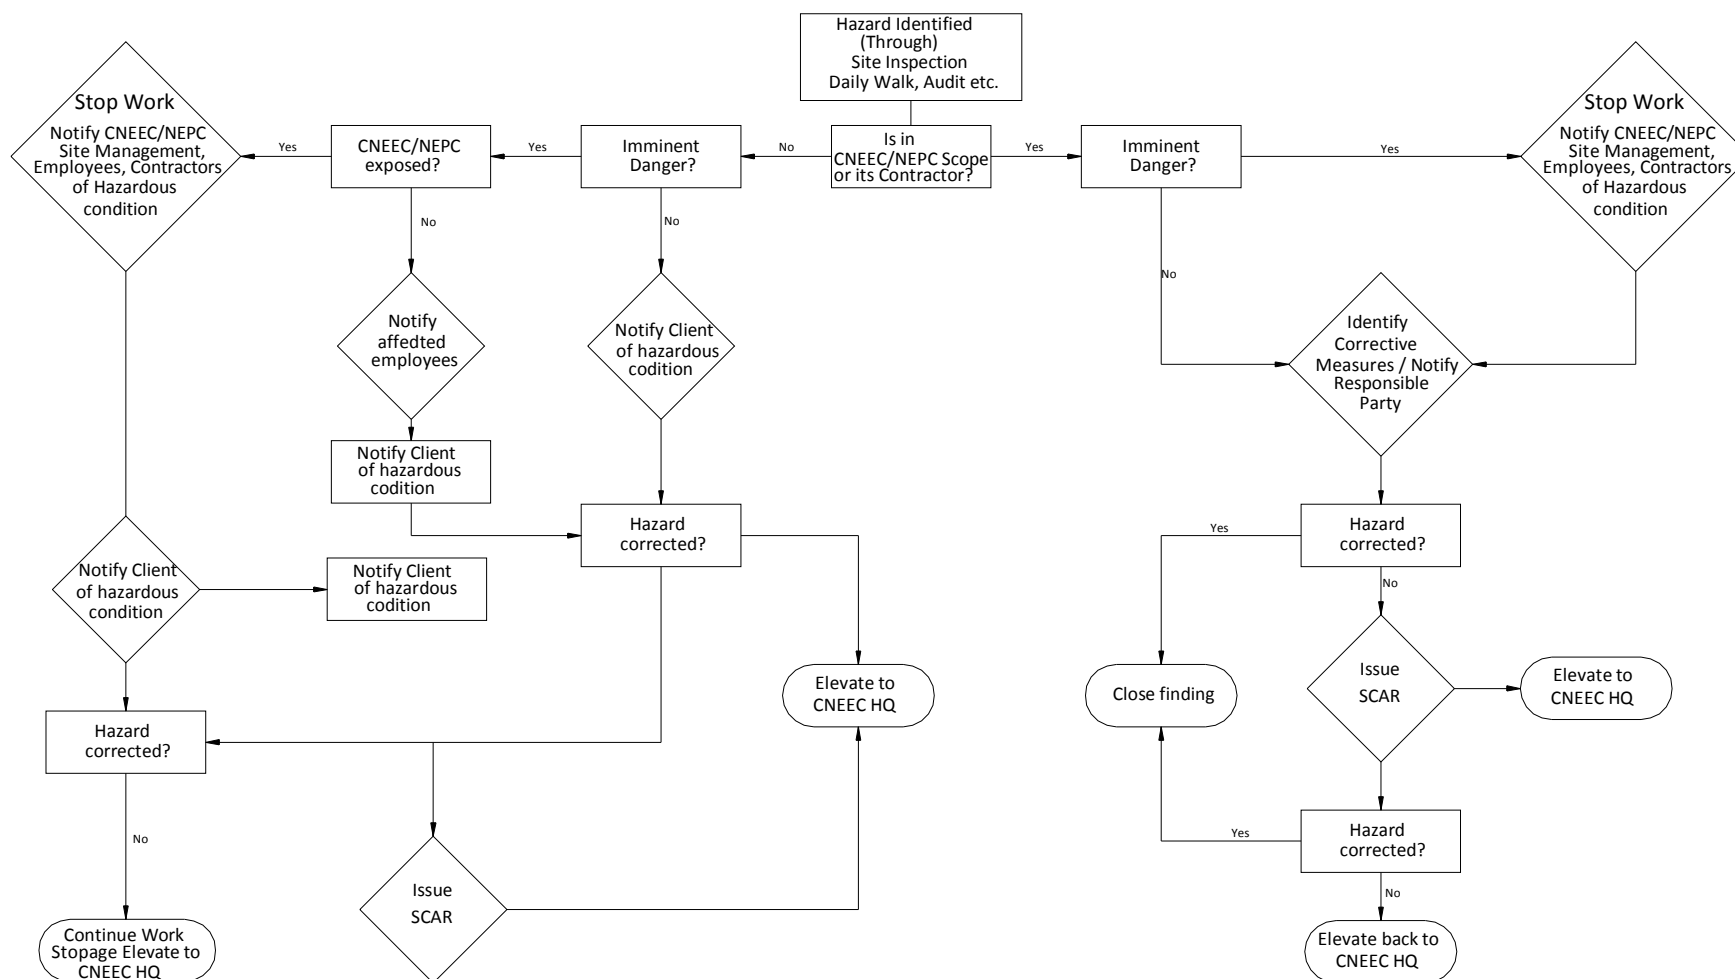 Hazard Identified
(Through)
Site Inspection
Daily Walk, Audit etc.
Stop Work
Notify CNEEC/NEPC
Site Management,
Employees, Contractors
of Hazardous
condition
Yes
CNEEC/NEPC
exposed?
Yes
Imminent
Danger?
No
Is in
CNEEC/NEPC Scope
or its Contractor?
Yes
Imminent
Danger?
Yes
Stop Work
Notify CNEEC/NEPC
Site Management,
Employees, Contractors
of Hazardous
condition
No
No
No
Notify
affedted
employees
Notify Client
of hazardous
codition
Identify
Corrective
Measures / Notify
Responsible
Party
Notify Client
of hazardous
codition
Hazard
corrected?
Yes
Hazard
corrected?
No
Notify Client
of hazardous
condition
Notify Client
of hazardous
codition
Elevate to
CNEEC HQ
Close finding
Issue
SCAR
Elevate to
CNEEC HQ
Hazard
corrected?
No
Yes
Hazard
corrected?
No
Issue
SCAR
Continue Work
Stopage Elevate to
CNEEC HQ
Elevate back to
CNEEC HQ